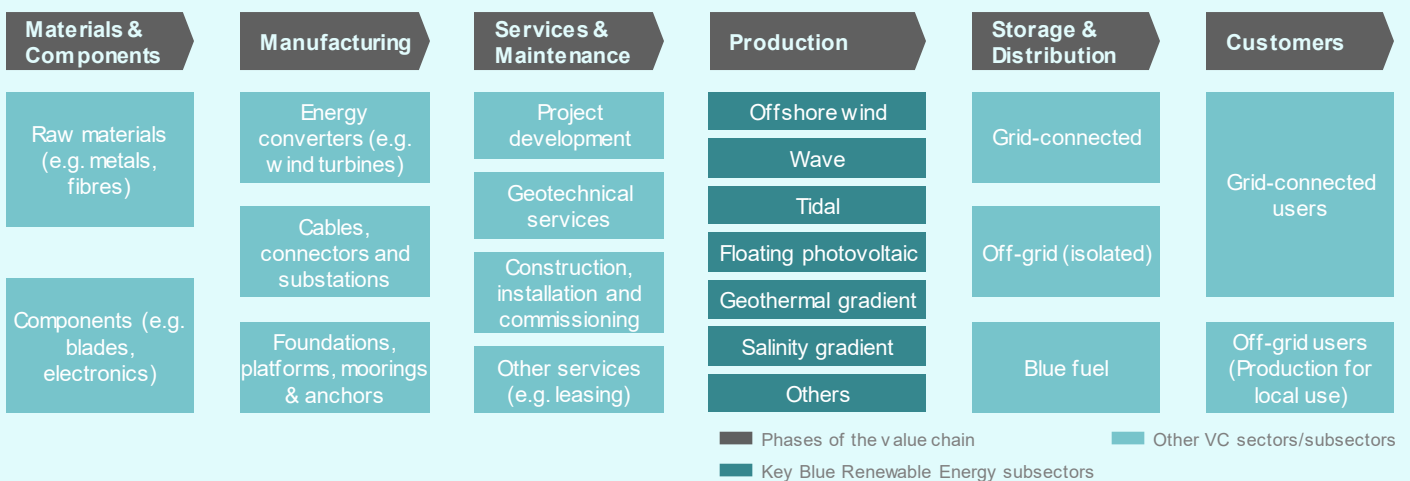 Materials &
Components
Manufacturing
Services &
Maintenance
Production
Storage &
Distribution
Customers
Raw materials
(e.g. metals,
fibres)
Components (e.g.
blades,
electronics)
Energy
converters (e.g.
wind turbines)
Cables,
connectors and
substations
Foundations,
platforms, moorings
& anchors
Project
development
Geotechnical
services
Construction,
installation and
commissioning
Other services
(e.g. leasing)
Offshore wind
Wave
Tidal
Floating photovoltaic
Geothermal gradient
Salinity gradient
Others
Grid-connected
Off-grid (isolated)
Blue fuel
Grid-connected
users
Off-grid users
(Production for
local use)
Phases of the value chain
Other VC sectors/subsectors
Key Blue Renewable Energy subsectors